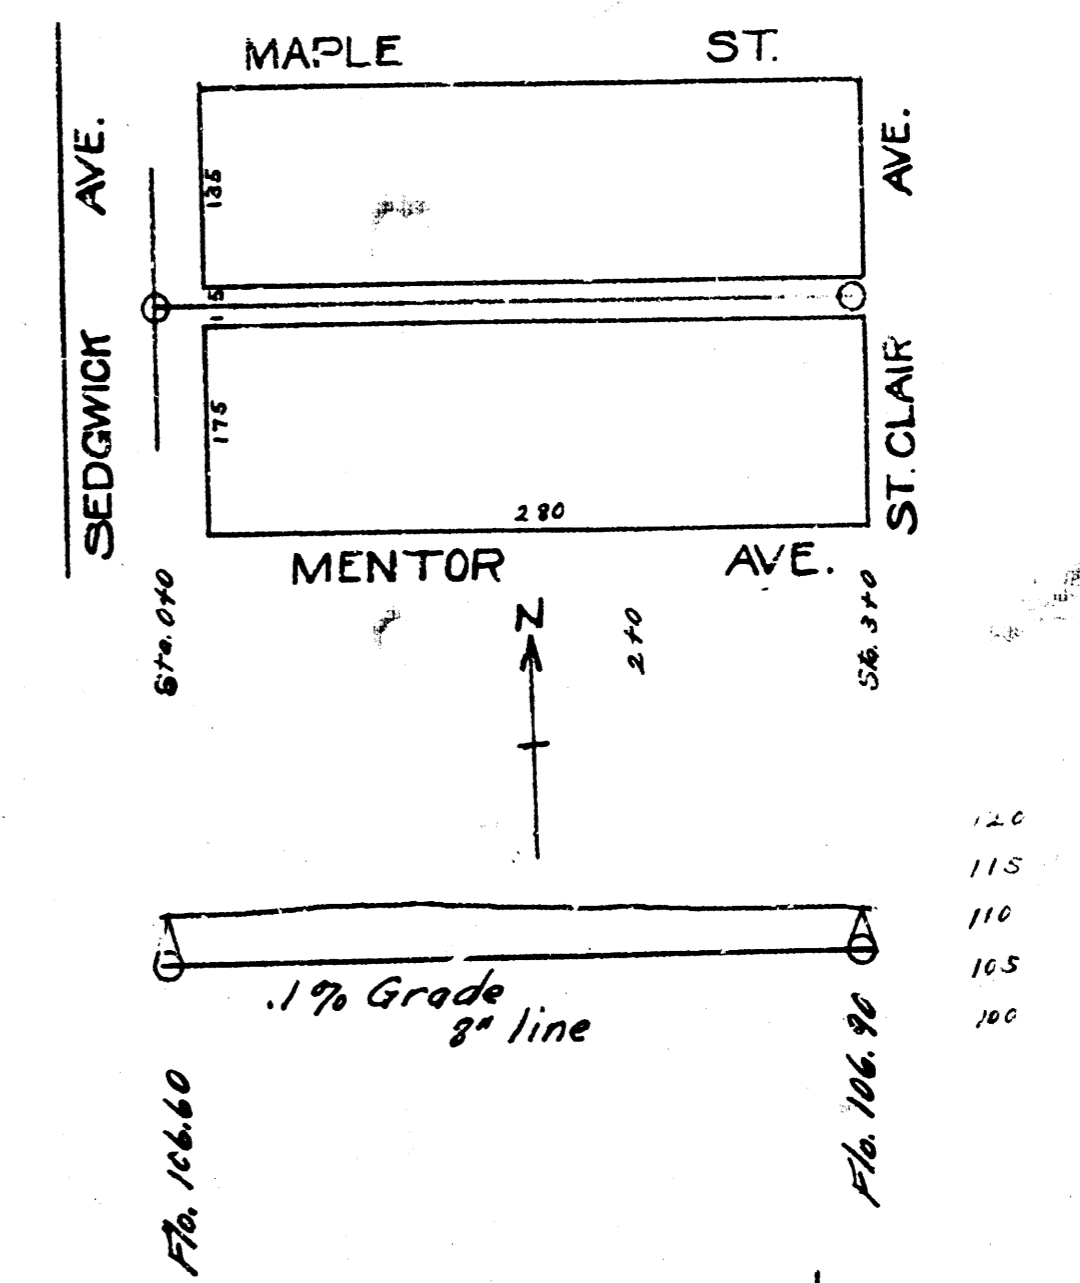 MAPLE ST.
SEDGWICK AVE.
ST. CLAIR AVE.
135
15
175
280
MENTOR AVE.
Sta. 0+0
N
2+0
Sta. 3+0
120
115
110
105
100
.1% Grade
8" line
Flo. 106.60
Flo. 106.90